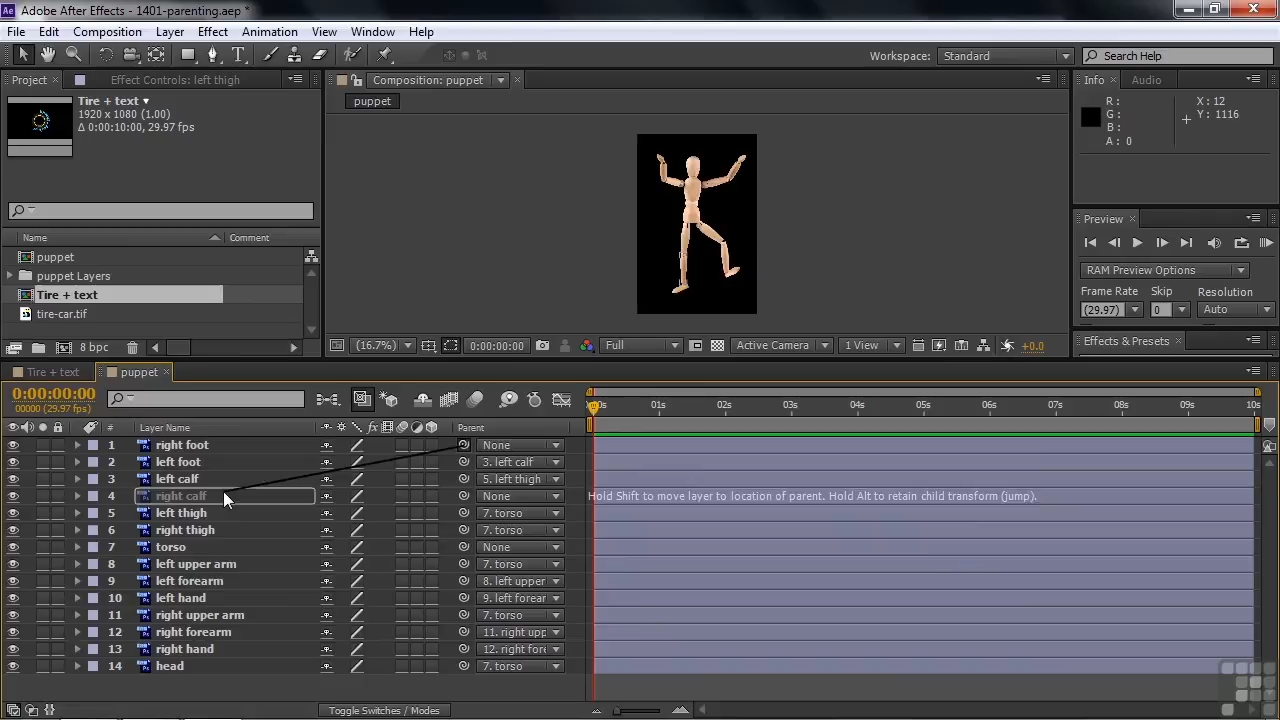 Adobe After Effects - 1401-parenting.aep *
File Edit Composition Layer Effect Animation View Window Help
Workspace: Standard Search Help
Project Effect Controls: left thigh Composition: puppet Info Audio
Tire + text
1920 x 1080 (1.00)
Δ 0:00:10:00, 29.97 fps
puppet
R : X : 12
G : Y : 1116
B :
A : 0
Preview
RAM Preview Options
Frame Rate Skip Resolution
(29.97) 0 Auto
Effects & Presets
Name Comment
puppet
puppet Layers
Tire + text
tire-car.tif
8 bpc
(16.7%) 0:00:00:00 Full Active Camera 1 View +0.0
Tire + text puppet
0:00:00:00
00000 (29.97 fps)
01s 02s 03s 04s 05s 06s 07s 08s 09s 10s
# Layer Name fx Parent
1 right foot None
2 left foot 3. left calf
3 left calf 5. left thigh
4 right calf None Hold Shift to move layer to location of parent. Hold Alt to retain child transform (jump).
5 left thigh 7. torso
6 right thigh 7. torso
7 torso None
8 left upper arm 7. torso
9 left forearm 8. left upper
10 left hand 9. left forear
11 right upper arm 7. torso
12 right forearm 11. right upp
13 right hand 12. right fore
14 head 7. torso
Toggle Switches / Modes